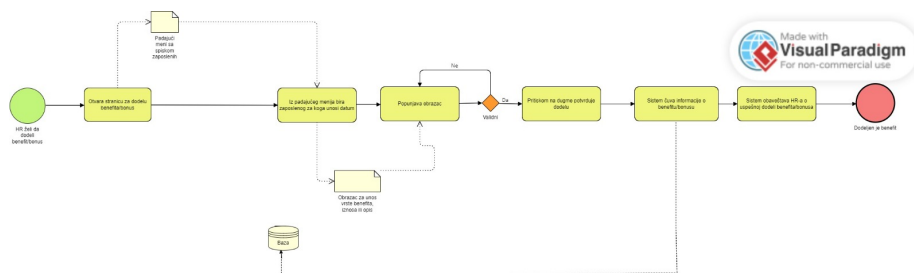 Made with
VisualParadigm
For non-commercial use
Padajući
meni sa
spiskom
zaposlenih
Ne
Otvara stranicu za dodelu
benefita/bonus
Iz padajućeg menija bira
zaposlenog za koga unosi datum
Popunjava obrazac
Da
Validni
Pritiskom na dugme potvrđuje
dodelu
Sistem čuva informacije o
benefitu/bonusu
Sistem obaveštava HR-a o
uspešnoj dodeli benefita/bonusa
HR želi da
dodeli
benefit/bonus
Dodeljen je benefit
Obrazac za unos
vrste benefita,
iznosa ili opis
Baza